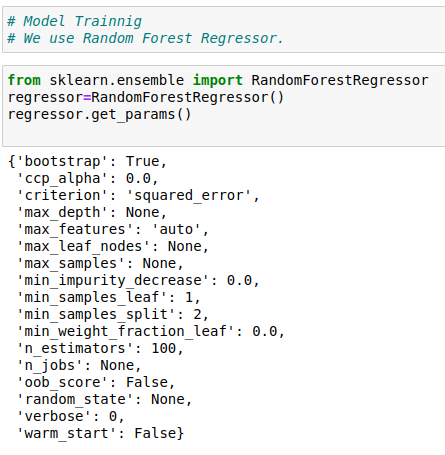 # Model Trainnig
# We use Random Forest Regressor.
from sklearn.ensemble import RandomForestRegressor
regressor=RandomForestRegressor()
regressor.get_params()
{'bootstrap': True,
 'ccp_alpha': 0.0,
 'criterion': 'squared_error',
 'max_depth': None,
 'max_features': 'auto',
 'max_leaf_nodes': None,
 'max_samples': None,
 'min_impurity_decrease': 0.0,
 'min_samples_leaf': 1,
 'min_samples_split': 2,
 'min_weight_fraction_leaf': 0.0,
 'n_estimators': 100,
 'n_jobs': None,
 'oob_score': False,
 'random_state': None,
 'verbose': 0,
 'warm_start': False}